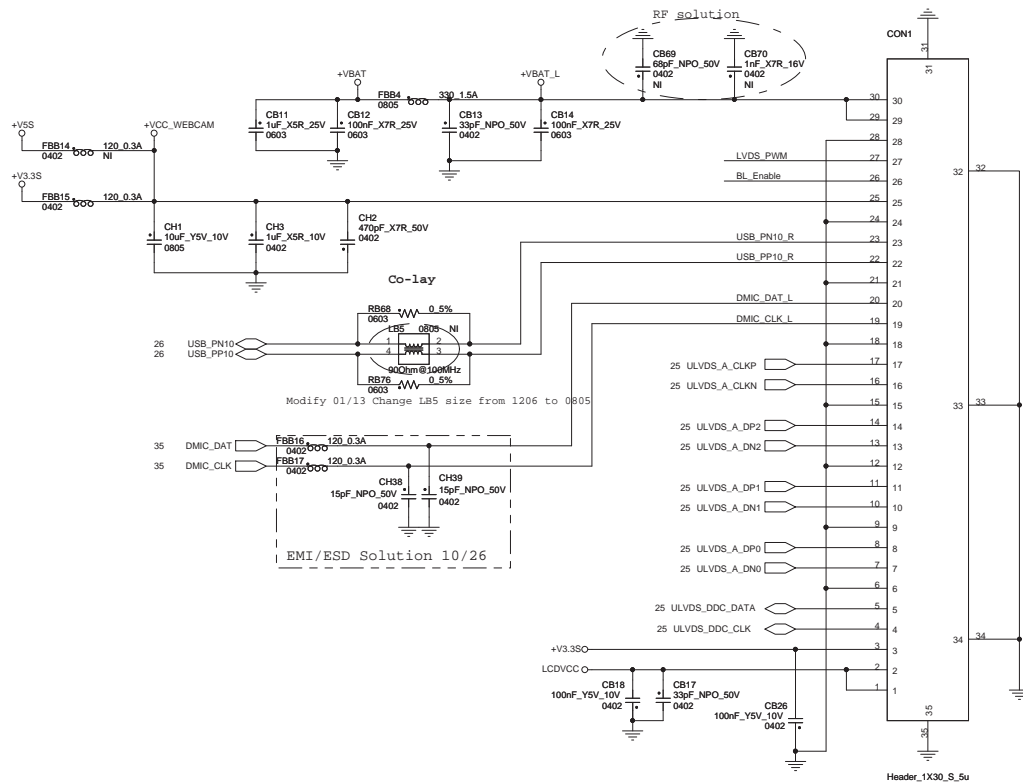 RF solution
CON1
31
31
CB69
68pF_NPO_50V
0402
NI
CB70
1nF_X7R_16V
0402
NI
+VBAT
FBB4
0805
330_1.5A
+VBAT_L
CB11
1uF_X5R_25V
0603
CB12
100nF_X7R_25V
0603
CB13
33pF_NPO_50V
0402
CB14
100nF_X7R_25V
0603
30
30
29
29
28
28
+V5S
+VCC_WEBCAM
FBB14
0402
120_0.3A
NI
LVDS_PWM
27
27
BL_Enable
26
26
+V3.3S
FBB15
0402
120_0.3A
25
25
32
32
CH1
10uF_Y5V_10V
0805
CH3
1uF_X5R_10V
0402
CH2
470pF_X7R_50V
0402
24
24
USB_PN10_R
23
23
USB_PP10_R
22
22
21
21
Co-lay
DMIC_DAT_L
20
20
DMIC_CLK_L
19
19
RB68
0603
0_5%
LB5
0805
NI
1
2
4
3
90Ohm@100MHz
RB76
0603
0_5%
26 USB_PN10
26 USB_PP10
18
18
25 ULVDS_A_CLKP
17
17
25 ULVDS_A_CLKN
16
16
Modify 01/13 Change LB5 size from 1206 to 0805
15
15
33
33
25 ULVDS_A_DP2
14
14
25 ULVDS_A_DN2
13
13
35 DMIC_DAT
FBB16
0402
120_0.3A
35 DMIC_CLK
FBB17
0402
120_0.3A
12
12
CH38
15pF_NPO_50V
0402
CH39
15pF_NPO_50V
0402
25 ULVDS_A_DP1
11
11
25 ULVDS_A_DN1
10
10
9
9
EMI/ESD Solution 10/26
25 ULVDS_A_DP0
8
8
25 ULVDS_A_DN0
7
7
6
6
25 ULVDS_DDC_DATA
5
5
25 ULVDS_DDC_CLK
4
4
34
34
+V3.3S
3
3
LCDVCC
2
2
1
1
CB18
100nF_Y5V_10V
0402
CB17
33pF_NPO_50V
0402
CB26
100nF_Y5V_10V
0402
35
35
Header_1X30_S_5u